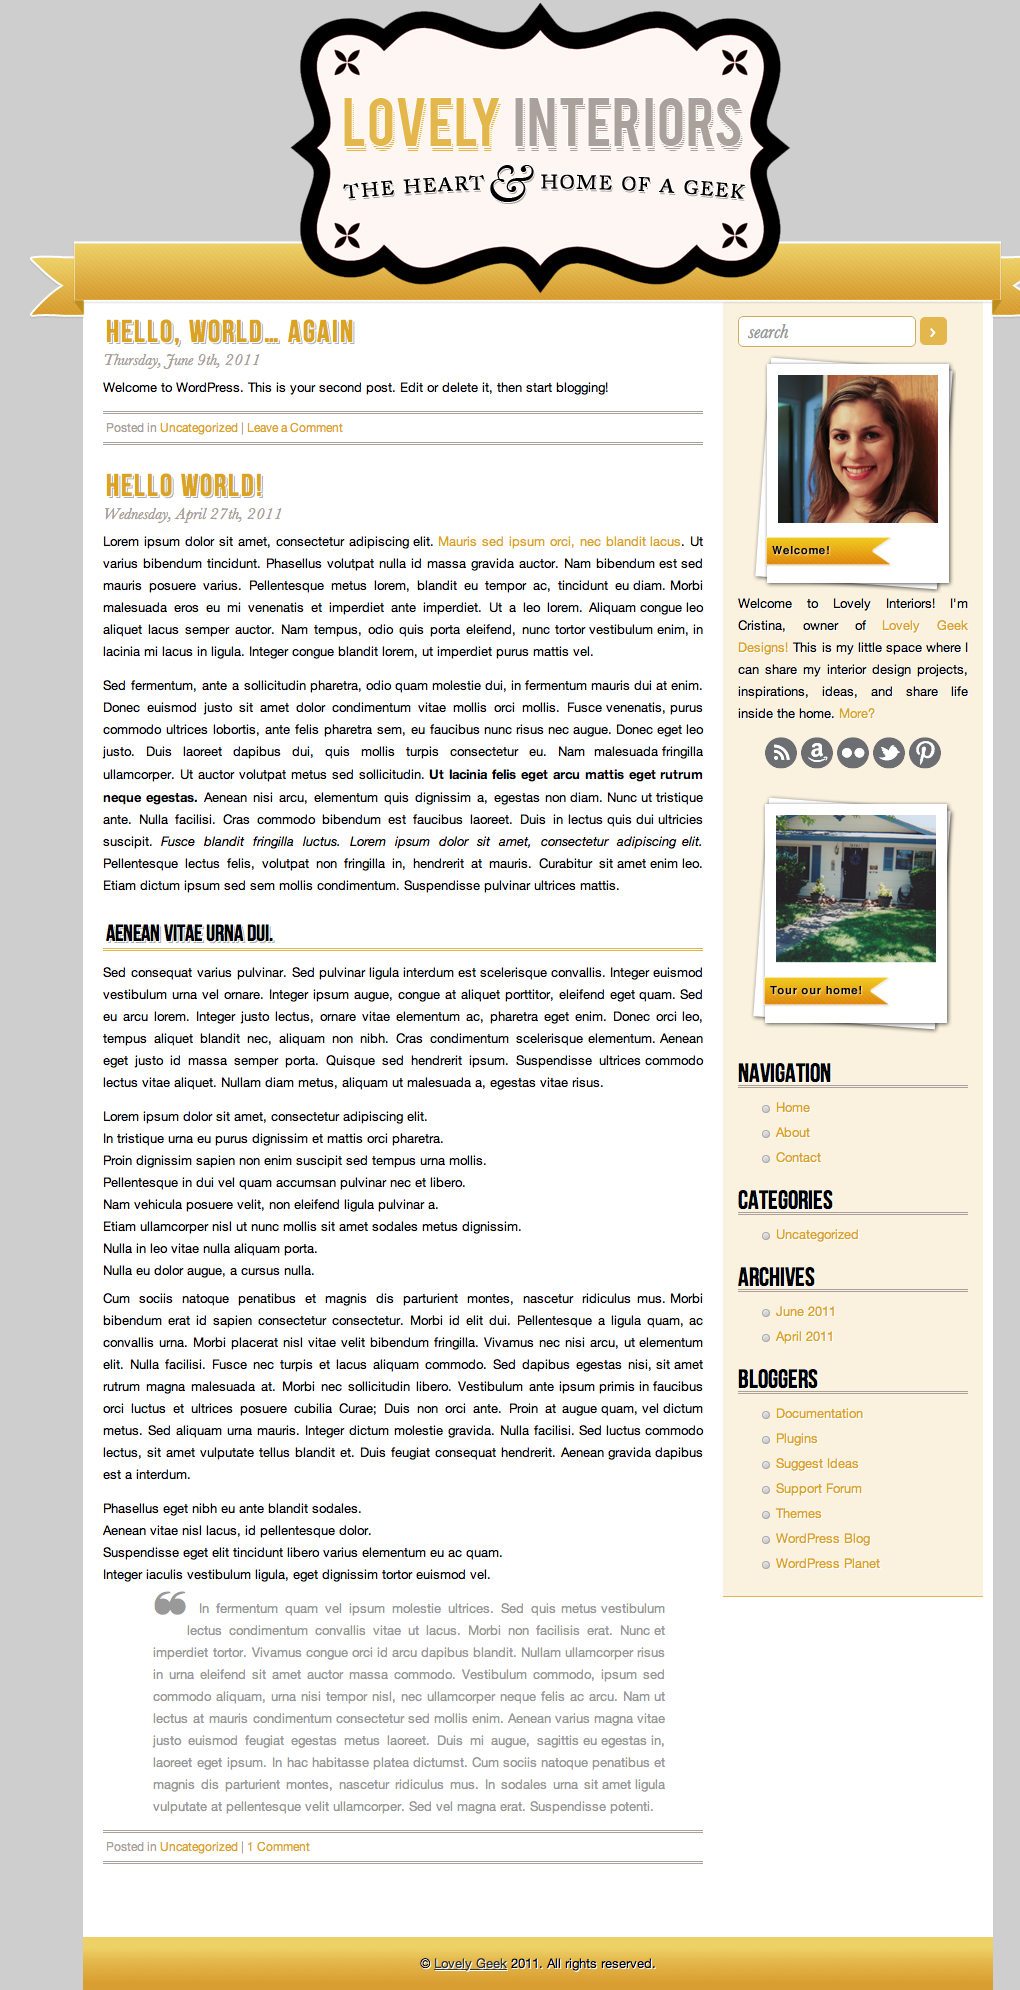 LOVELY INTERIORS
THE HEART & HOME OF A GEEK
HELLO, WORLD... AGAIN
Thursday, June 9th, 2011
Welcome to WordPress. This is your second post. Edit or delete it, then start blogging!
Posted in Uncategorized | Leave a Comment
HELLO WORLD!
Wednesday, April 27th, 2011
Lorem ipsum dolor sit amet, consectetur adipiscing elit. Mauris sed ipsum orci, nec blandit lacus. Ut
varius bibendum tincidunt. Phasellus volutpat nulla id massa gravida auctor. Nam bibendum est sed
mauris posuere varius. Pellentesque metus lorem, blandit eu tempor ac, tincidunt eu diam. Morbi
malesuada eros eu mi venenatis et imperdiet ante imperdiet. Ut a leo lorem. Aliquam congue leo
aliquet lacus semper auctor. Nam tempus, odio quis porta eleifend, nunc tortor vestibulum enim, in
lacinia mi lacus in ligula. Integer congue blandit lorem, ut imperdiet purus mattis vel.
Sed fermentum, ante a sollicitudin pharetra, odio quam molestie dui, in fermentum mauris dui at enim.
Donec euismod justo sit amet dolor condimentum vitae mollis orci mollis. Fusce venenatis, purus
commodo ultrices lobortis, ante felis pharetra sem, eu faucibus nunc risus nec augue. Donec eget leo
justo. Duis laoreet dapibus dui, quis mollis turpis consectetur eu. Nam malesuada fringilla
ullamcorper. Ut auctor volutpat metus sed sollicitudin. Ut lacinia felis eget arcu mattis eget rutrum
neque egestas. Aenean nisi arcu, elementum quis dignissim a, egestas non diam. Nunc ut tristique
ante. Nulla facilisi. Cras commodo bibendum est faucibus laoreet. Duis in lectus quis dui ultricies
suscipit. Fusce blandit fringilla luctus. Lorem ipsum dolor sit amet, consectetur adipiscing elit.
Pellentesque lectus felis, volutpat non fringilla in, hendrerit at mauris. Curabitur sit amet enim leo.
Etiam dictum ipsum sed sem mollis condimentum. Suspendisse pulvinar ultrices mattis.
AENEAN VITAE URNA DUI.
Sed consequat varius pulvinar. Sed pulvinar ligula interdum est scelerisque convallis. Integer euismod
vestibulum urna vel ornare. Integer ipsum augue, congue at aliquet porttitor, eleifend eget quam. Sed
eu arcu lorem. Integer justo lectus, ornare vitae elementum ac, pharetra eget enim. Donec orci leo,
tempus aliquet blandit nec, aliquam non nibh. Cras condimentum scelerisque elementum. Aenean
eget justo id massa semper porta. Quisque sed hendrerit ipsum. Suspendisse ultrices commodo
lectus vitae aliquet. Nullam diam metus, aliquam ut malesuada a, egestas vitae risus.
Lorem ipsum dolor sit amet, consectetur adipiscing elit.
In tristique urna eu purus dignissim et mattis orci pharetra.
Proin dignissim sapien non enim suscipit sed tempus urna mollis.
Pellentesque in dui vel quam accumsan pulvinar nec et libero.
Nam vehicula posuere velit, non eleifend ligula pulvinar a.
Etiam ullamcorper nisl ut nunc mollis sit amet sodales metus dignissim.
Nulla in leo vitae nulla aliquam porta.
Nulla eu dolor augue, a cursus nulla.
Cum sociis natoque penatibus et magnis dis parturient montes, nascetur ridiculus mus. Morbi
bibendum erat id sapien consectetur consectetur. Morbi id elit dui. Pellentesque a ligula quam, ac
convallis urna. Morbi placerat nisl vitae velit bibendum fringilla. Vivamus nec nisi arcu, ut elementum
elit. Nulla facilisi. Fusce nec turpis et lacus aliquam commodo. Sed dapibus egestas nisi, sit amet
rutrum magna malesuada at. Morbi nec sollicitudin libero. Vestibulum ante ipsum primis in faucibus
orci luctus et ultrices posuere cubilia Curae; Duis non orci ante. Proin at augue quam, vel dictum
metus. Sed aliquam urna mauris. Integer dictum molestie gravida. Nulla facilisi. Sed luctus commodo
lectus, sit amet vulputate tellus blandit et. Duis feugiat consequat hendrerit. Aenean gravida dapibus
est a interdum.
Phasellus eget nibh eu ante blandit sodales.
Aenean vitae nisl lacus, id pellentesque dolor.
Suspendisse eget elit tincidunt libero varius elementum eu ac quam.
Integer iaculis vestibulum ligula, eget dignissim tortor euismod vel.
“ In fermentum quam vel ipsum molestie ultrices. Sed quis metus vestibulum
lectus condimentum convallis vitae ut lacus. Morbi non facilisis erat. Nunc et
imperdiet tortor. Vivamus congue orci id arcu dapibus blandit. Nullam ullamcorper risus
in urna eleifend sit amet auctor massa commodo. Vestibulum commodo, ipsum sed
commodo aliquam, urna nisi tempor nisl, nec ullamcorper neque felis ac arcu. Nam ut
lectus at mauris condimentum consectetur sed mollis enim. Aenean varius magna vitae
justo euismod feugiat egestas metus laoreet. Duis mi augue, sagittis eu egestas in,
laoreet eget ipsum. In hac habitasse platea dictumst. Cum sociis natoque penatibus et
magnis dis parturient montes, nascetur ridiculus mus. In sodales urna sit amet ligula
vulputate at pellentesque velit ullamcorper. Sed vel magna erat. Suspendisse potenti.
Posted in Uncategorized | 1 Comment
search
Welcome!
Welcome to Lovely Interiors! I'm
Cristina, owner of Lovely Geek
Designs! This is my little space where I
can share my interior design projects,
inspirations, ideas, and share life
inside the home. More?
Tour our home!
NAVIGATION
Home
About
Contact
CATEGORIES
Uncategorized
ARCHIVES
June 2011
April 2011
BLOGGERS
Documentation
Plugins
Suggest Ideas
Support Forum
Themes
WordPress Blog
WordPress Planet
© Lovely Geek 2011. All rights reserved.